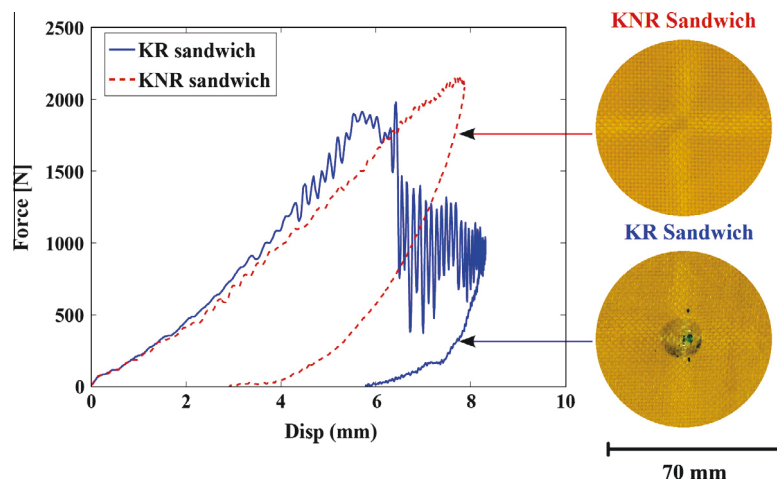 KNR Sandwich
2500
KR sandwich
KNR sandwich
2000
1500
Force [N]
KR Sandwich
1000
500
0
0
2
4
6
8
10
Disp (mm)
70 mm